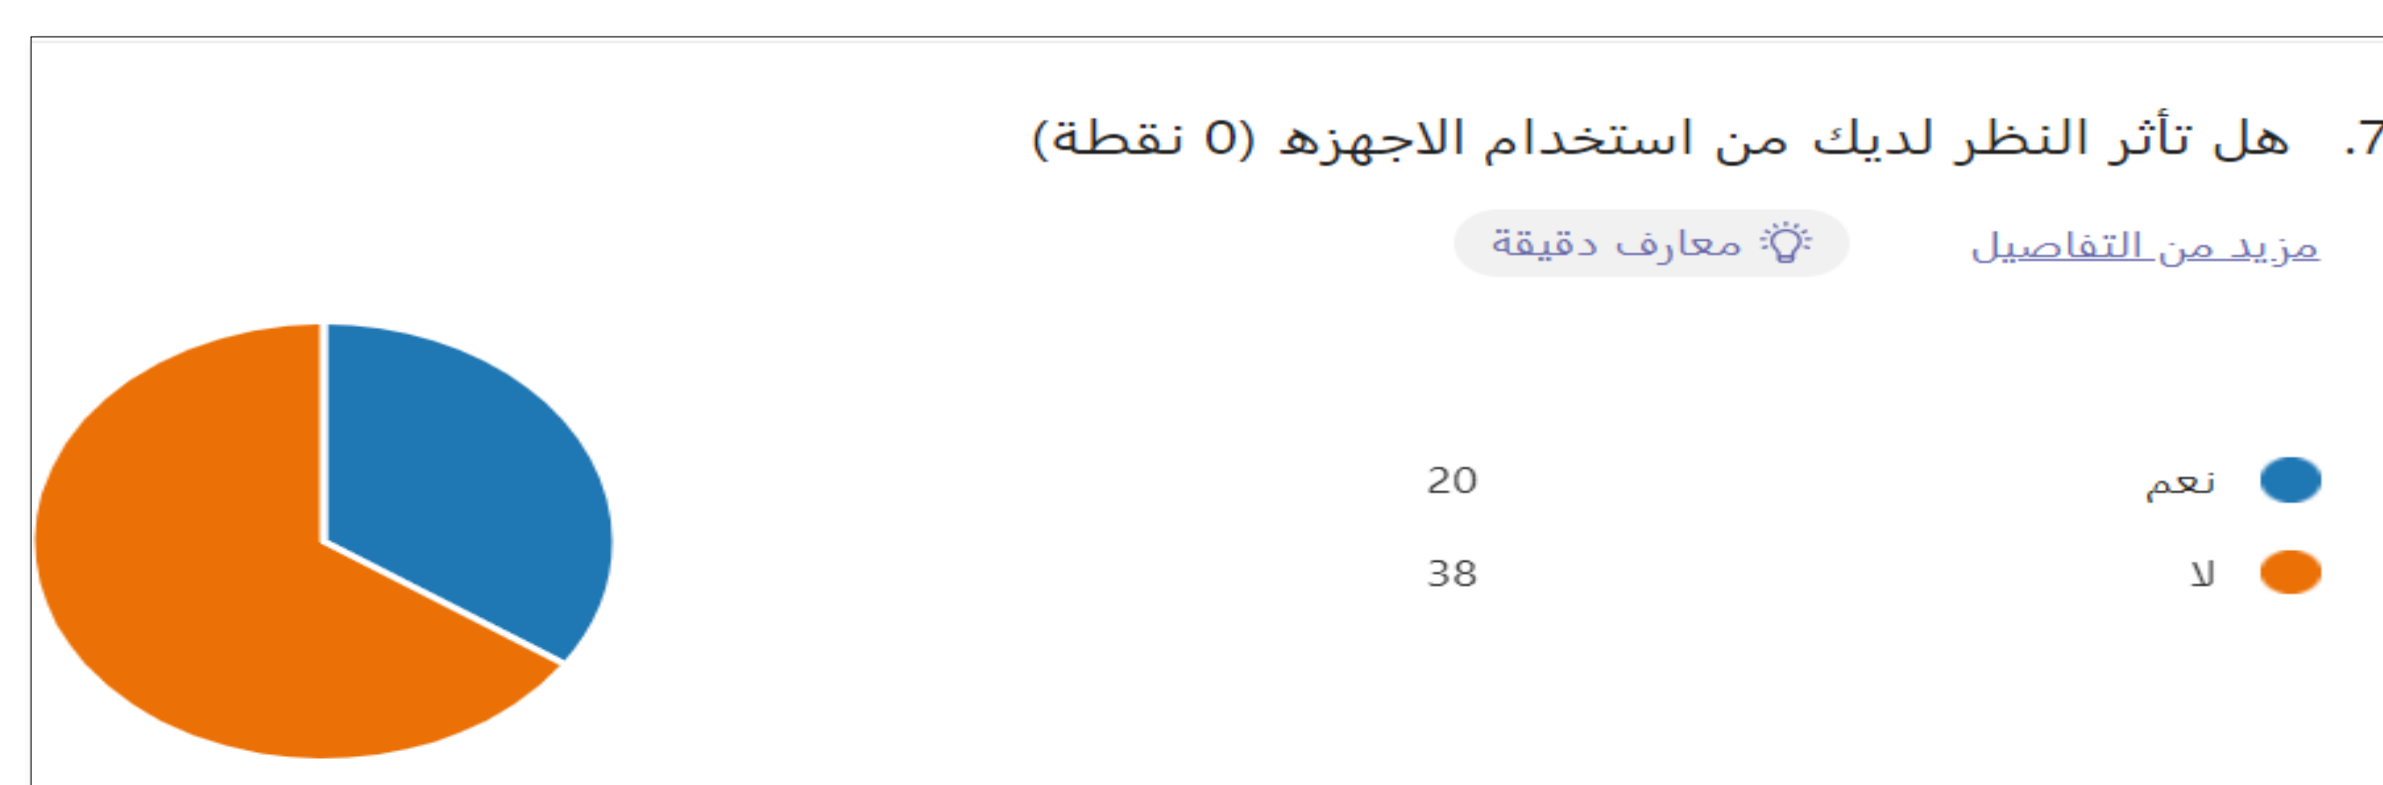 7. هل تأثر النظر لديك من استخدام الاجهزه (0 نقطة)
مزيد من التفاصيل معارف دقيقة
نعم 20
لا 38